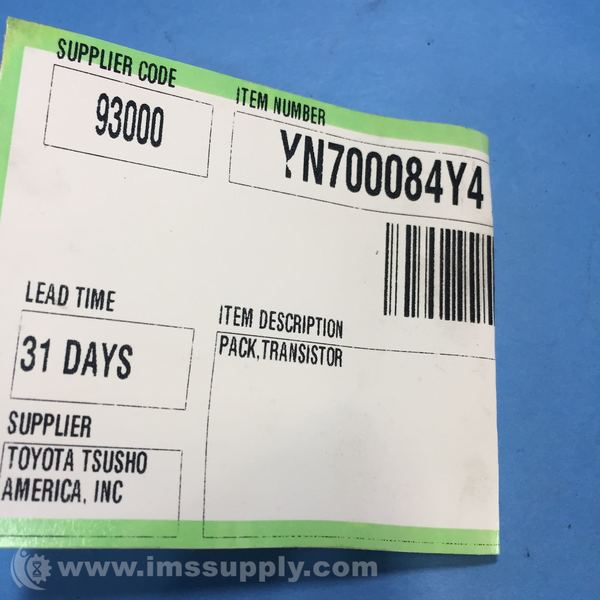 SUPPLIER CODE
93000
ITEM NUMBER
YN700084Y4
LEAD TIME
31 DAYS
ITEM DESCRIPTION
PACK,TRANSISTOR
SUPPLIER
TOYOTA TSUSHO
AMERICA, INC
www.imssupply.com